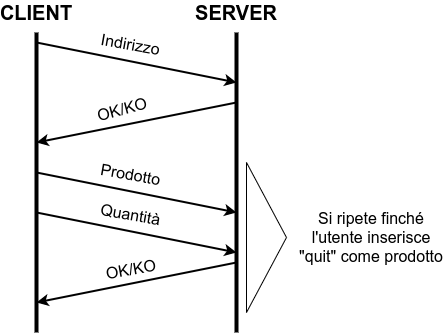 CLIENT
SERVER
Indirizzo
OK/KO
Prodotto
Quantità
OK/KO
Si ripete finché
l'utente inserisce
"quit" come prodotto